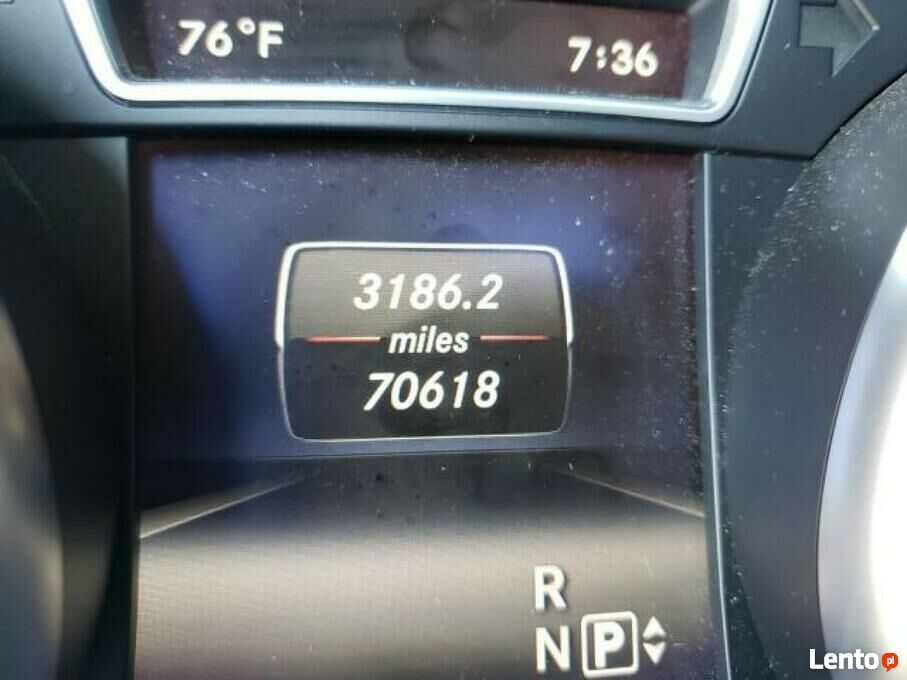 76°F 7:36
3186.2
miles
70618
R
N P
Lento.pl